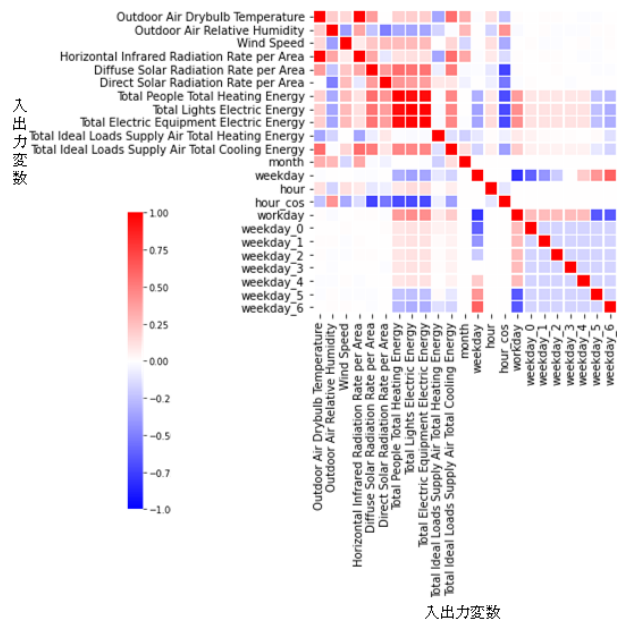 Outdoor Air Drybulb Temperature
Outdoor Air Relative Humidity
Wind Speed
Horizontal Infrared Radiation Rate per Area
Diffuse Solar Radiation Rate per Area
Direct Solar Radiation Rate per Area
Total People Total Heating Energy
Total Lights Electric Energy
Total Electric Equipment Electric Energy
Total Ideal Loads Supply Air Total Heating Energy
Total Ideal Loads Supply Air Total Cooling Energy
month
weekday
hour
hour_cos
workday
weekday_0
weekday_1
weekday_2
weekday_3
weekday_4
weekday_5
weekday_6
入出力変数
1.00
0.75
0.50
0.25
0.00
−0.2
−0.5
−0.7
−1.0
Outdoor Air Drybulb Temperature
Outdoor Air Relative Humidity
Wind Speed
Horizontal Infrared Radiation Rate per Area
Diffuse Solar Radiation Rate per Area
Direct Solar Radiation Rate per Area
Total People Total Heating Energy
Total Lights Electric Energy
Total Electric Equipment Electric Energy
Total Ideal Loads Supply Air Total Heating Energy
Total Ideal Loads Supply Air Total Cooling Energy
month
weekday
hour
hour_cos
workday
weekday_0
weekday_1
weekday_2
weekday_3
weekday_4
weekday_5
weekday_6
入出力変数